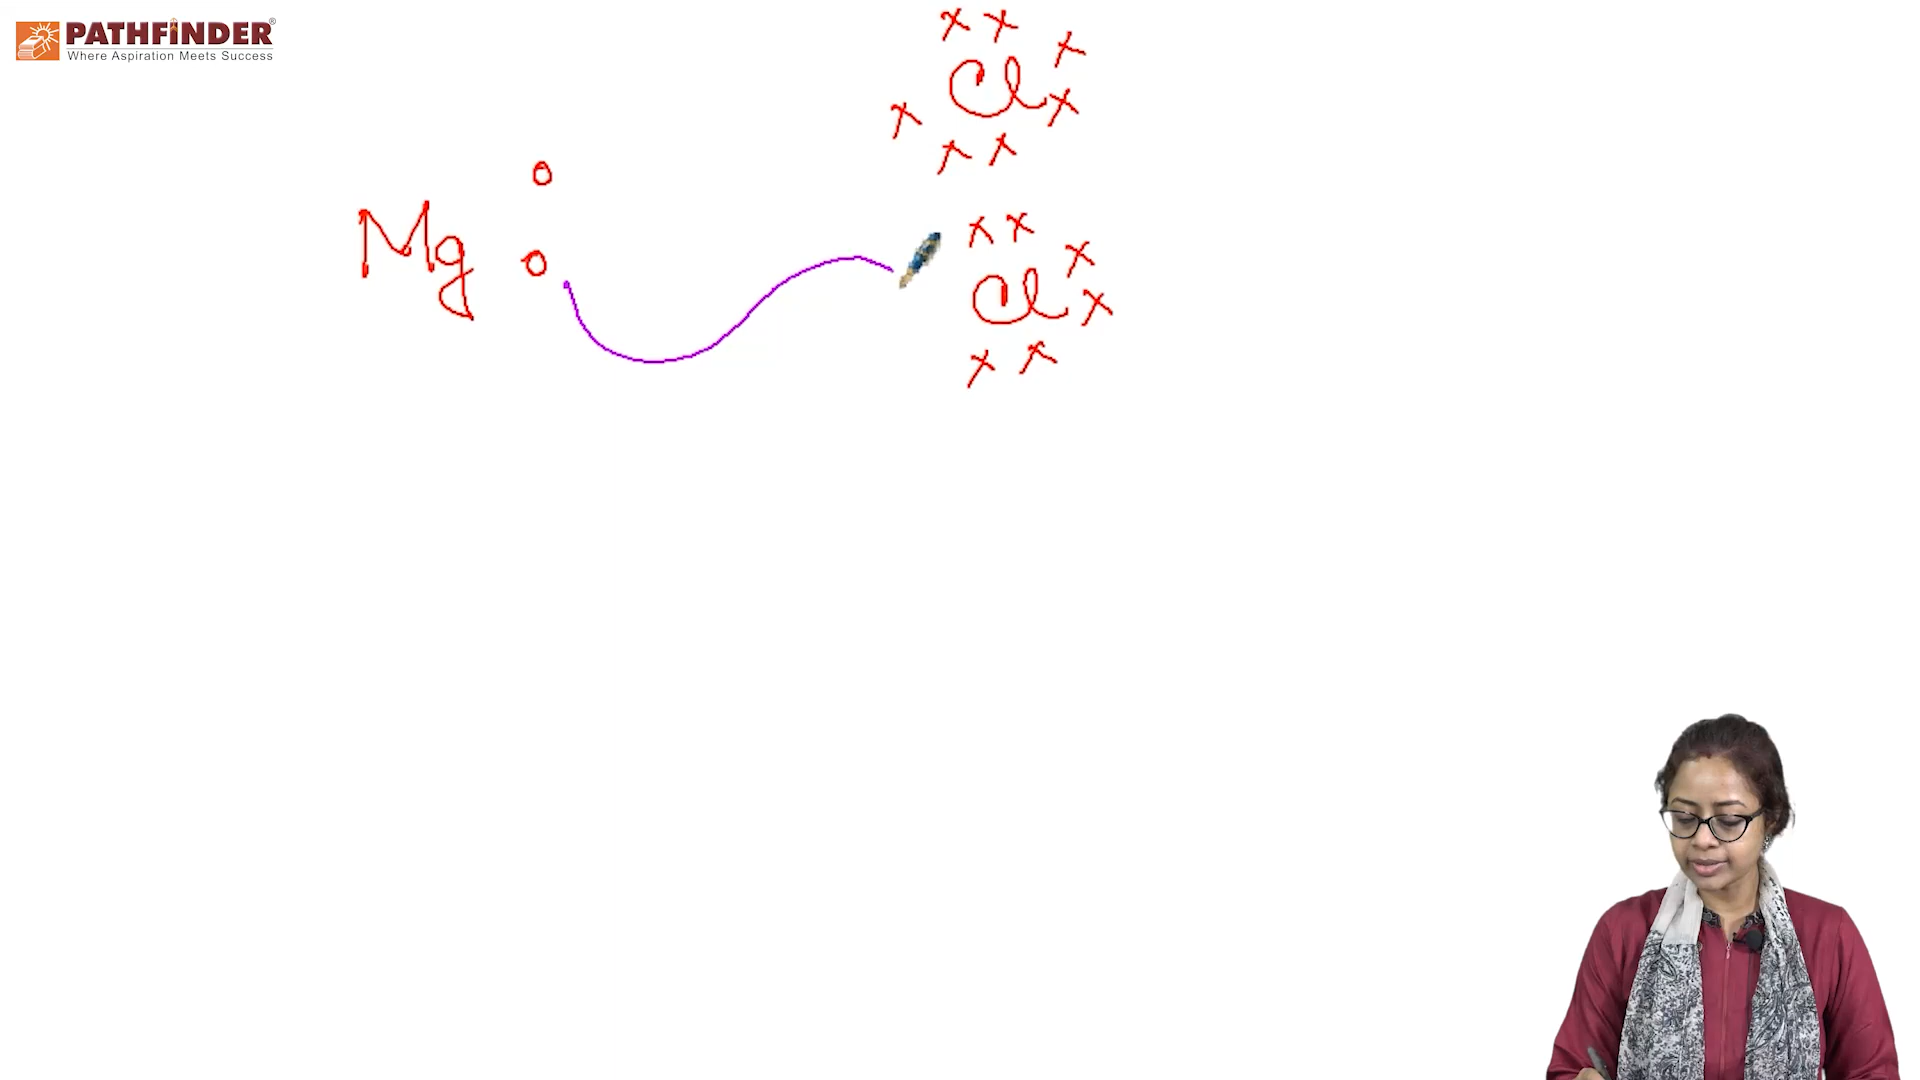 PATHFINDER®
Where Aspiration Meets Success
x x
x
Cl
x
x
x x
o
Mg
o
x x
x
Cl
x
x x